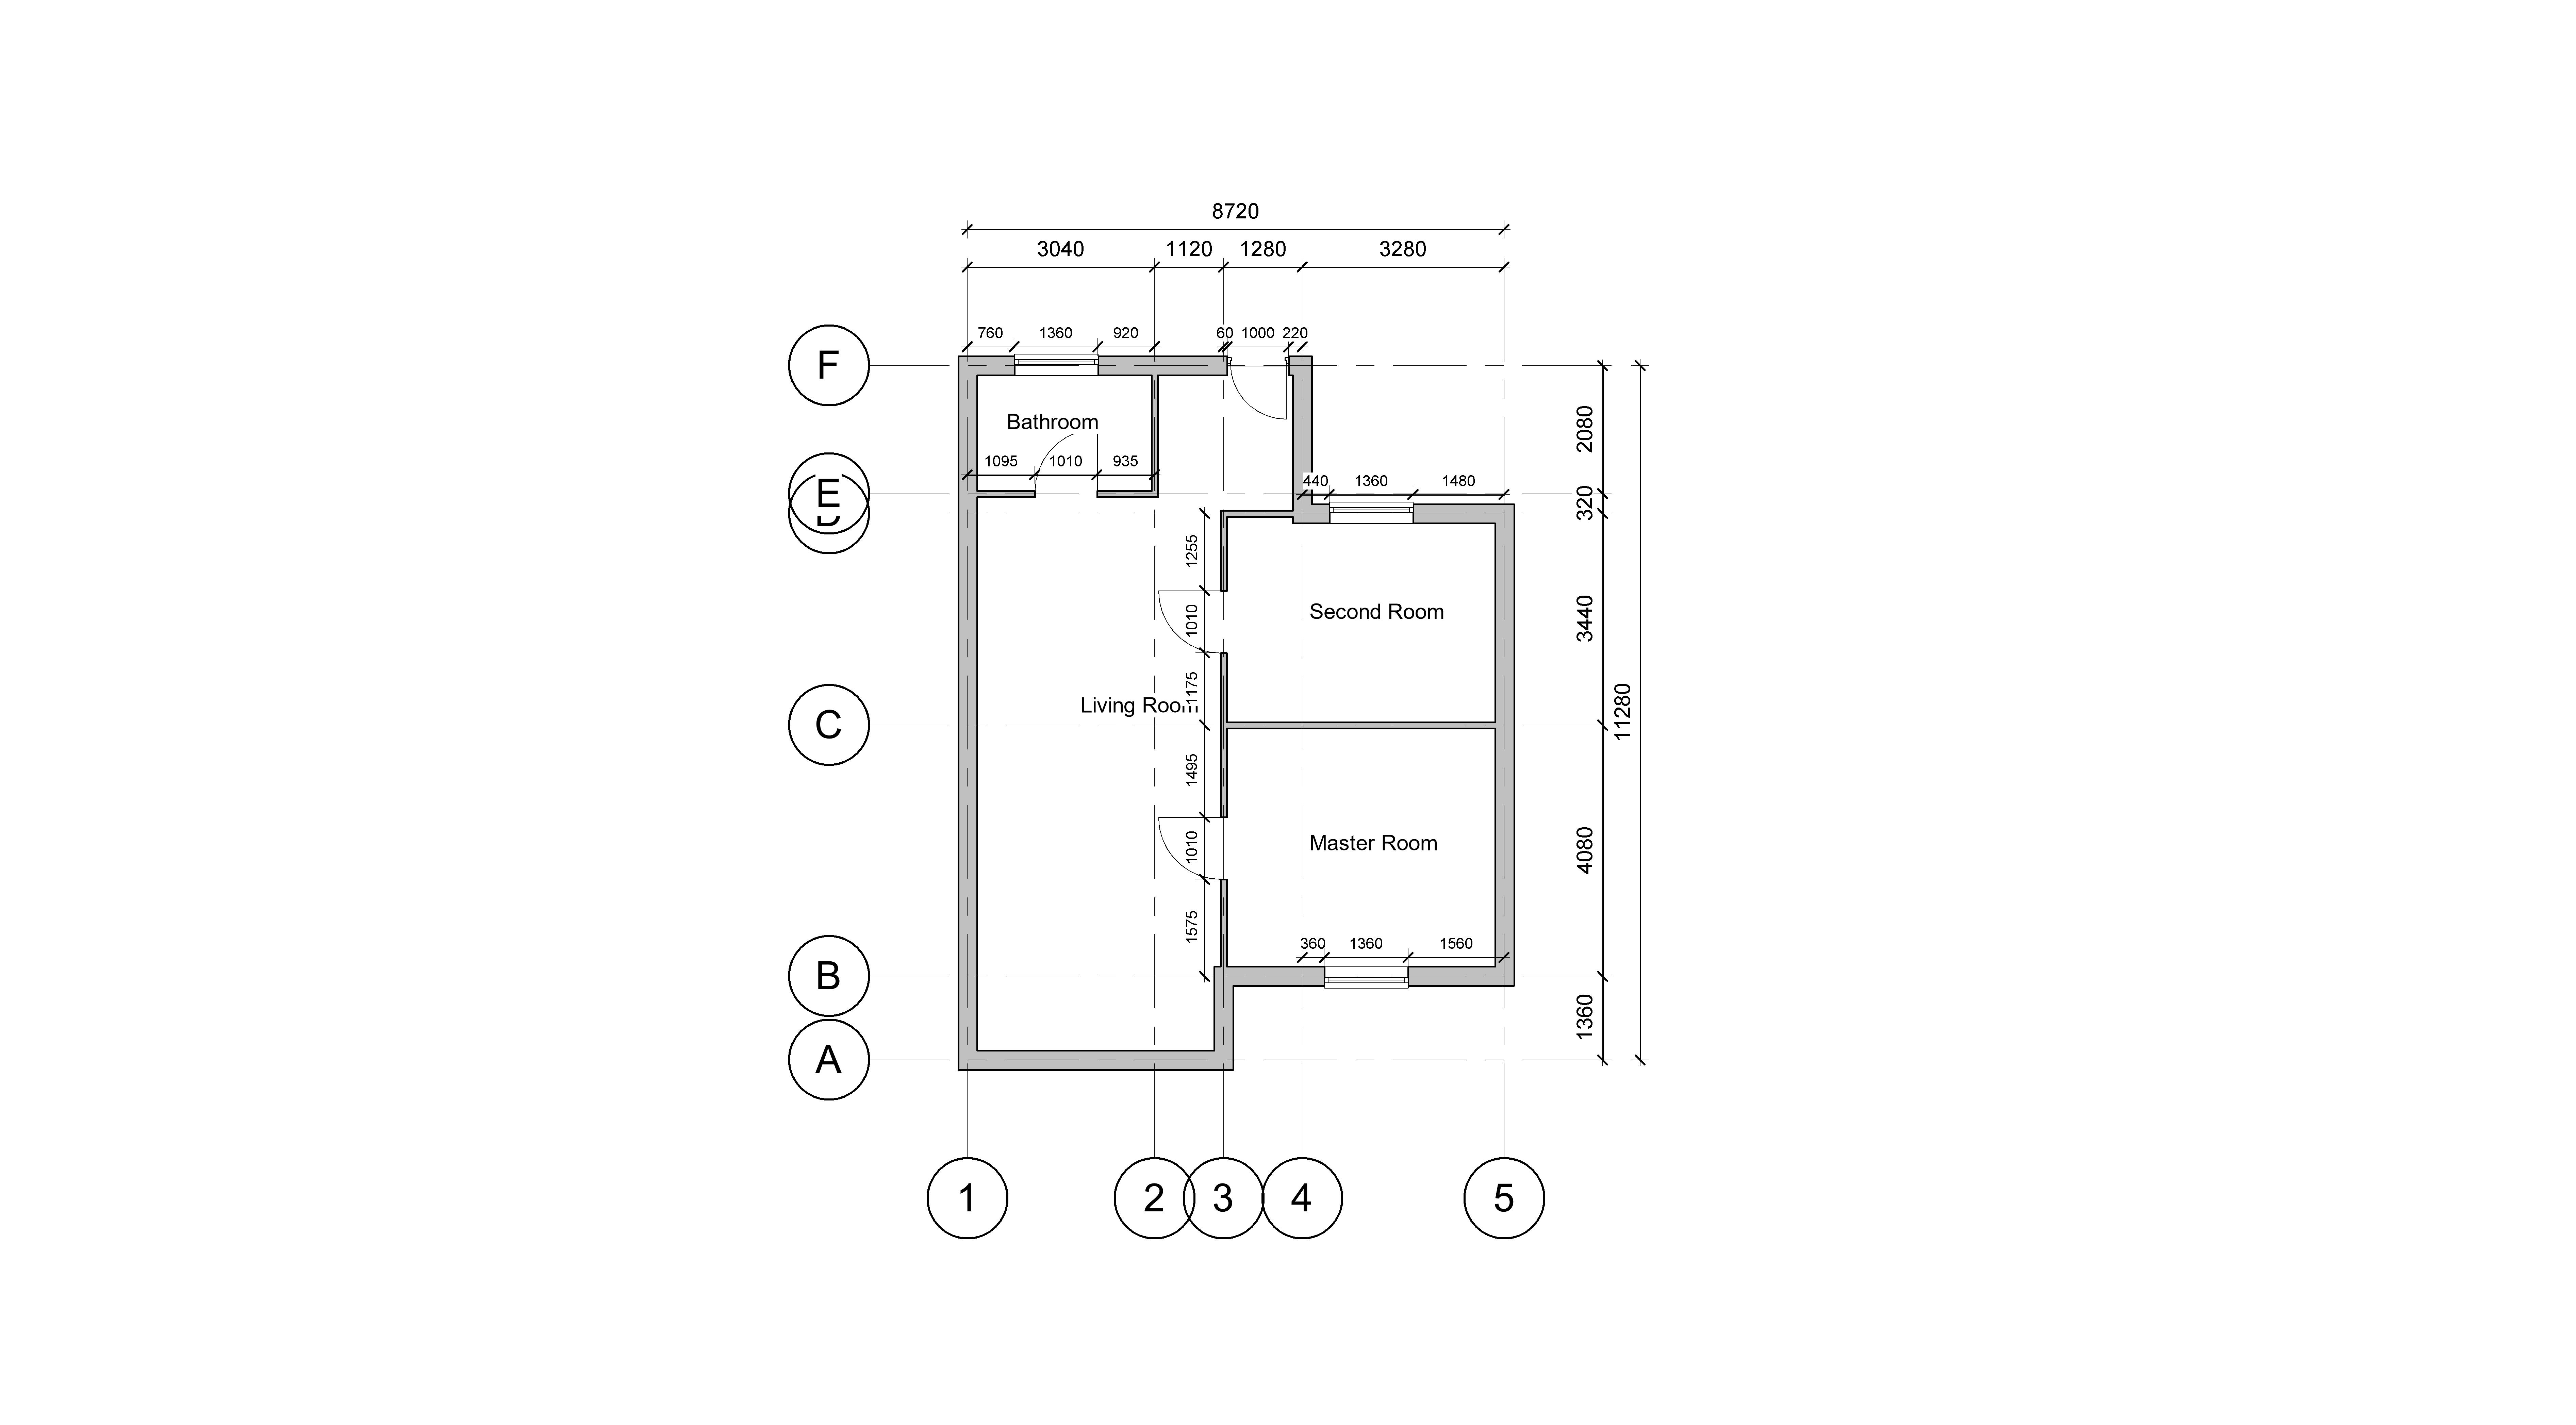 8720
3040 1120 1280 3280
760 1360 920 60 1000 220
F
Bathroom
2080
1095 1010 935
440 1360 1480
E
D
320
1255
1010
Second Room
3440
1175
Living Room
11280
C
1495
1010
Master Room
4080
1575
360 1360 1560
B
1360
A
1 2 3 4 5